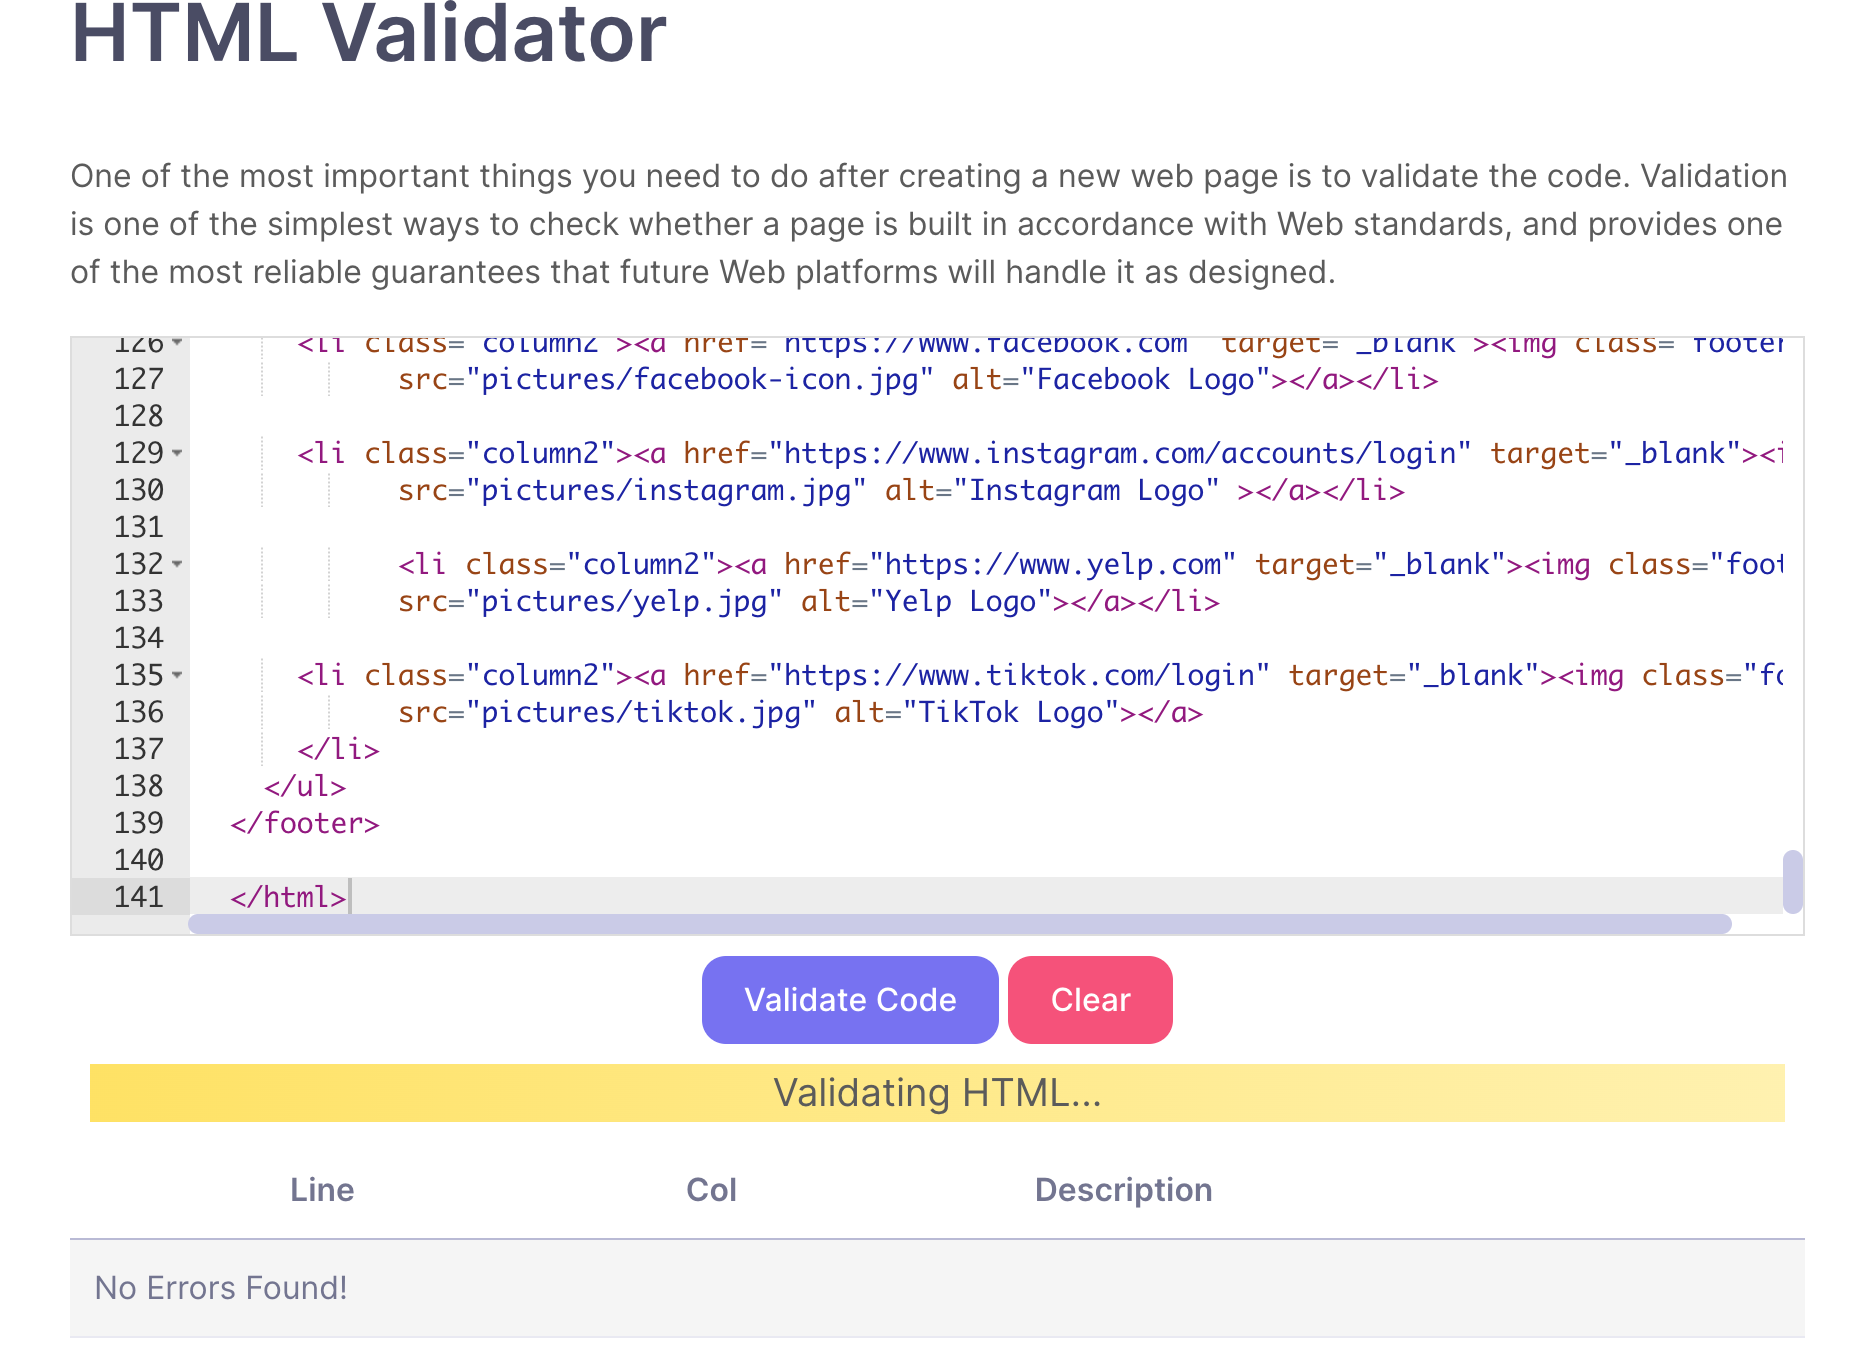 HTML Validator
One of the most important things you need to do after creating a new web page is to validate the code. Validation
is one of the simplest ways to check whether a page is built in accordance with Web standards, and provides one
of the most reliable guarantees that future Web platforms will handle it as designed.
126 <li class="column2"><a href="https://www.facebook.com" target="_blank"><img class="footer
127 src="pictures/facebook-icon.jpg" alt="Facebook Logo"></a></li>
128
129 <li class="column2"><a href="https://www.instagram.com/accounts/login" target="_blank"><i
130 src="pictures/instagram.jpg" alt="Instagram Logo" ></a></li>
131
132 <li class="column2"><a href="https://www.yelp.com" target="_blank"><img class="foot
133 src="pictures/yelp.jpg" alt="Yelp Logo"></a></li>
134
135 <li class="column2"><a href="https://www.tiktok.com/login" target="_blank"><img class="fo
136 src="pictures/tiktok.jpg" alt="TikTok Logo"></a>
137 </li>
138 </ul>
139 </footer>
140
141 </html>
Validate Code Clear
Validating HTML...
Line Col Description
No Errors Found!